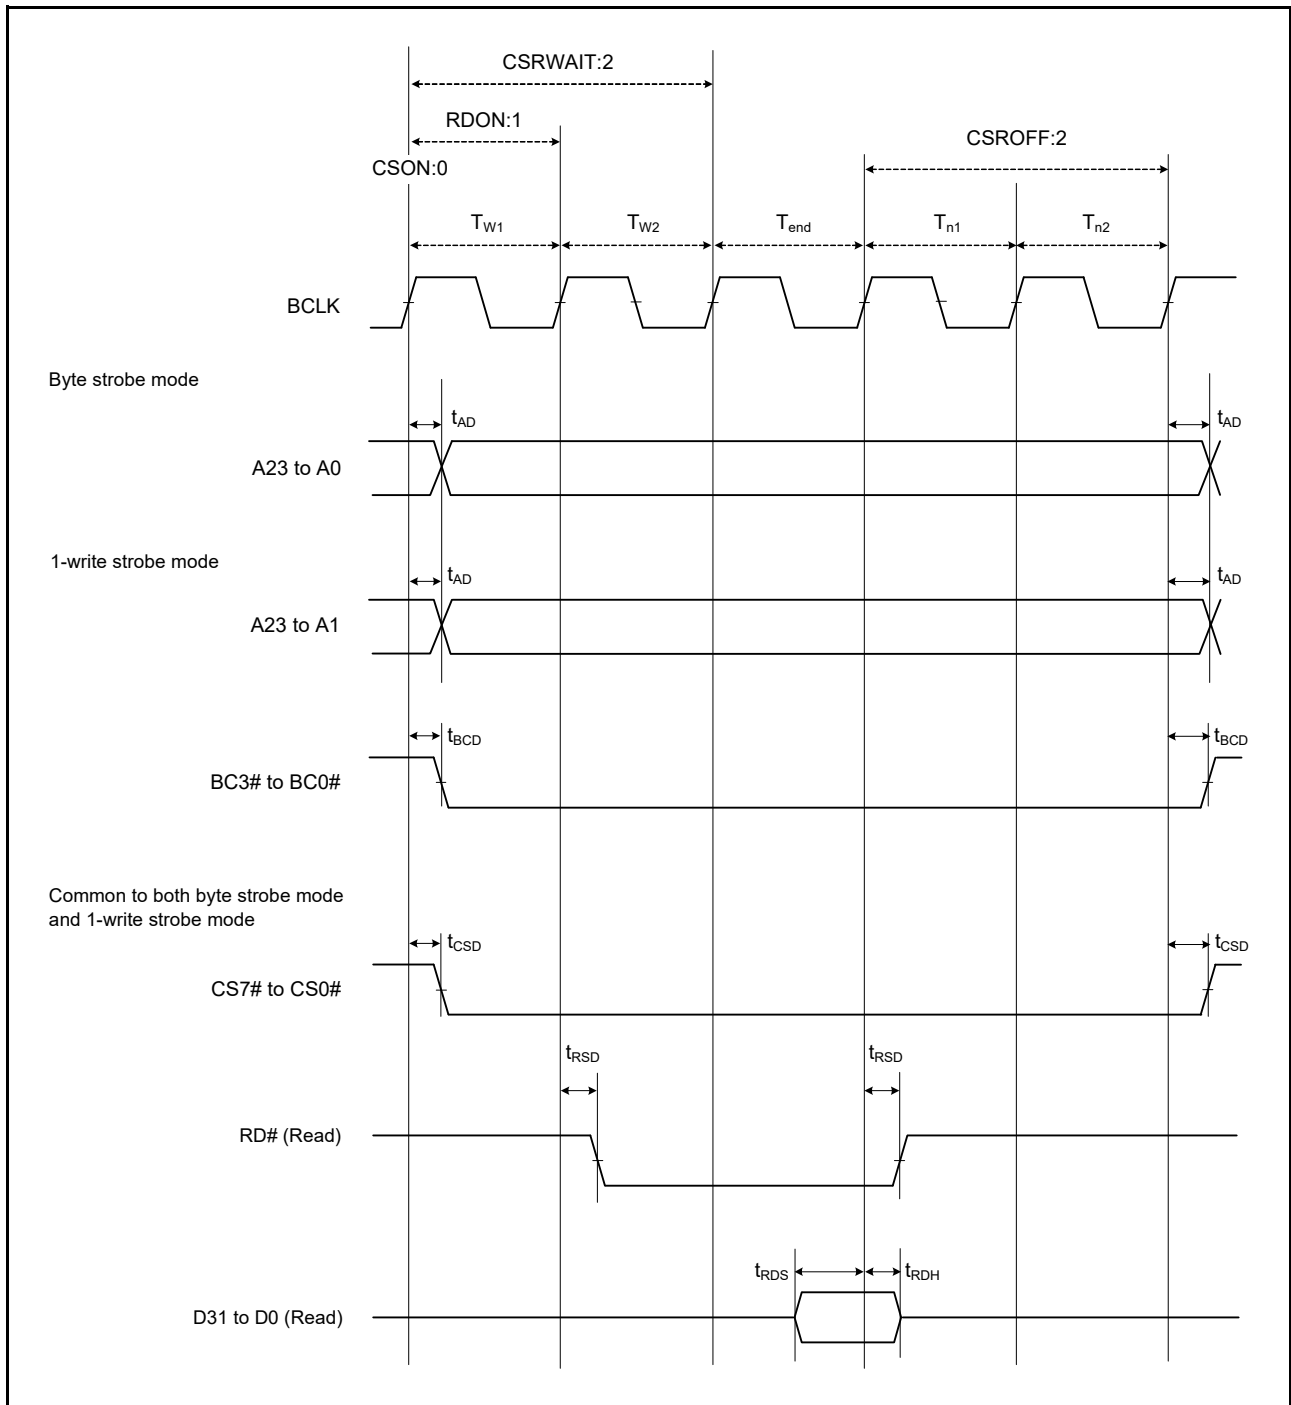 CSRWAIT:2
RDON:1
CSROFF:2
CSON:0
TW1 TW2 Tend Tn1 Tn2
BCLK
Byte strobe mode
tAD tAD
A23 to A0
1-write strobe mode
tAD tAD
A23 to A1
tBCD tBCD
BC3# to BC0#
Common to both byte strobe mode
and 1-write strobe mode
tCSD tCSD
CS7# to CS0#
tRSD tRSD
RD# (Read)
tRDS tRDH
D31 to D0 (Read)